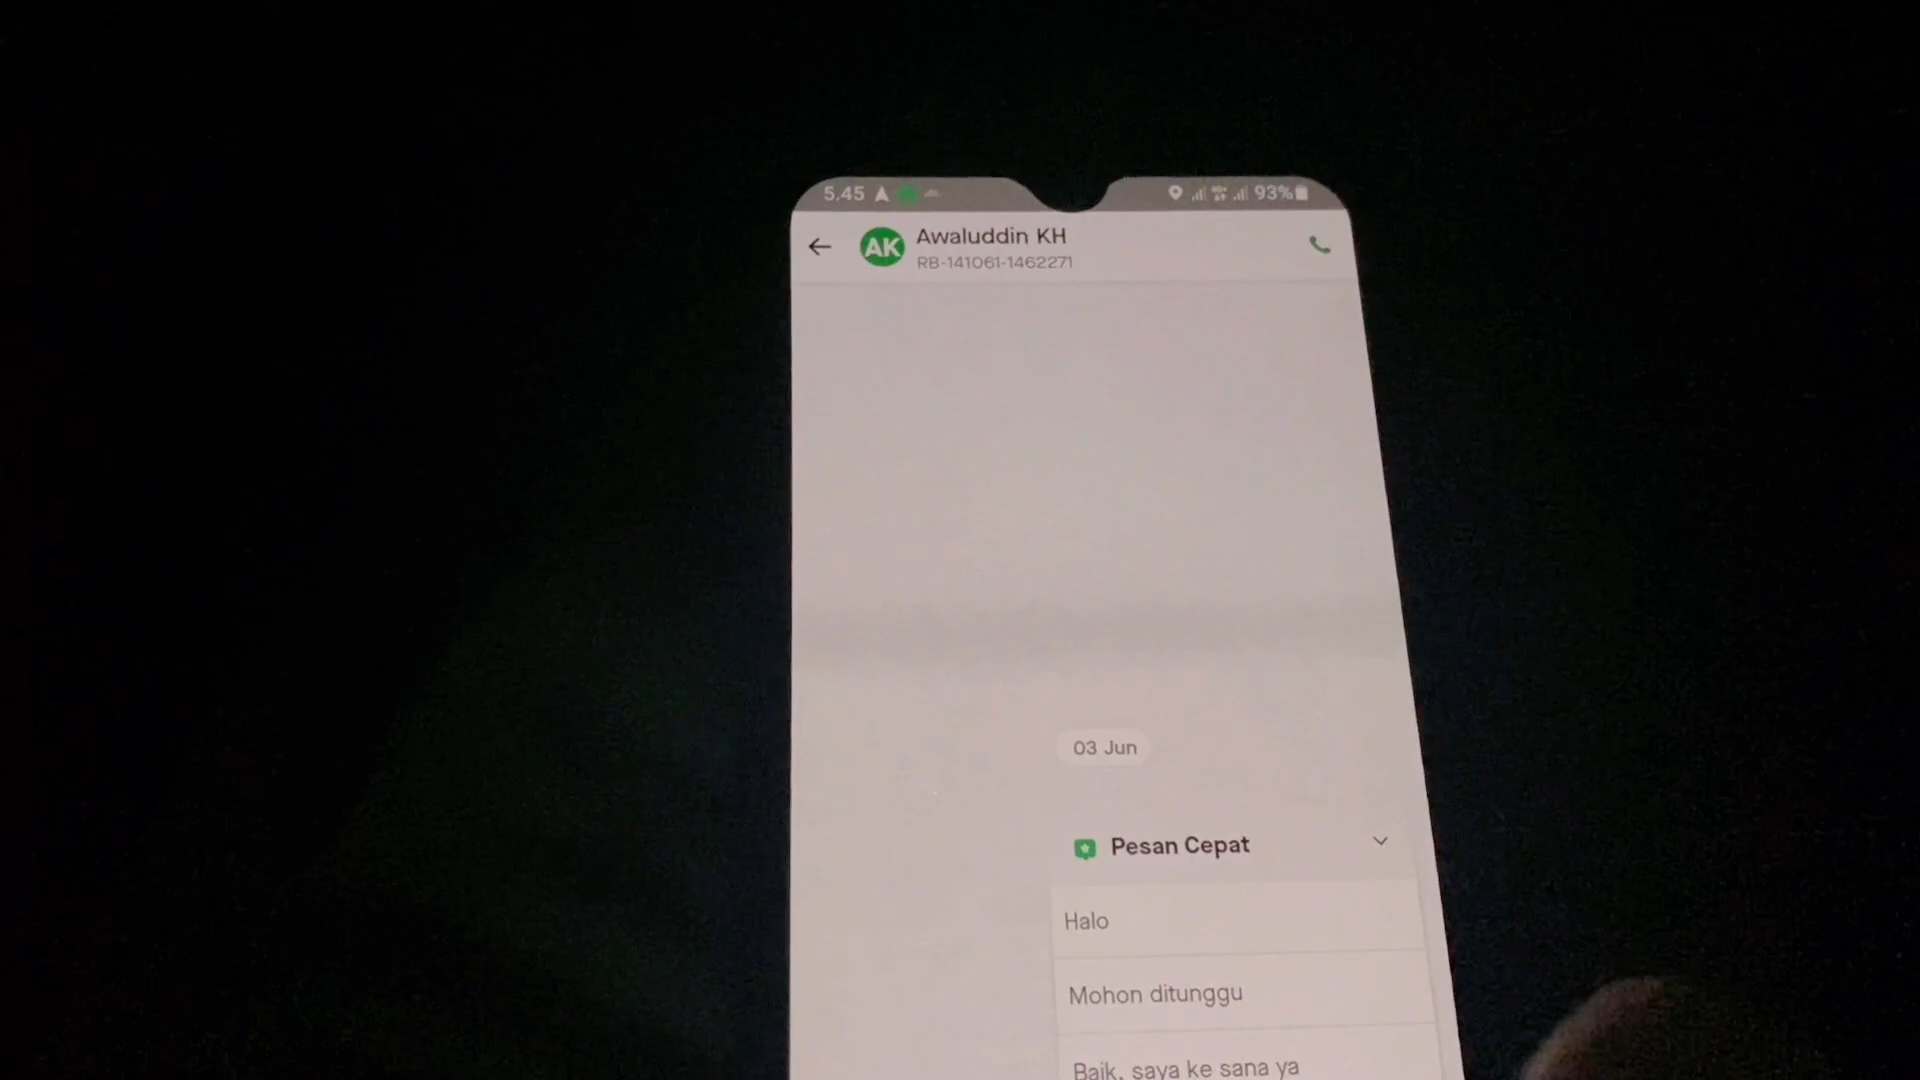 5.45
93%
AK
Awaluddin KH
RB-141061-1462271
03 Jun
Pesan Cepat
Halo
Mohon ditunggu
Baik, saya ke sana ya